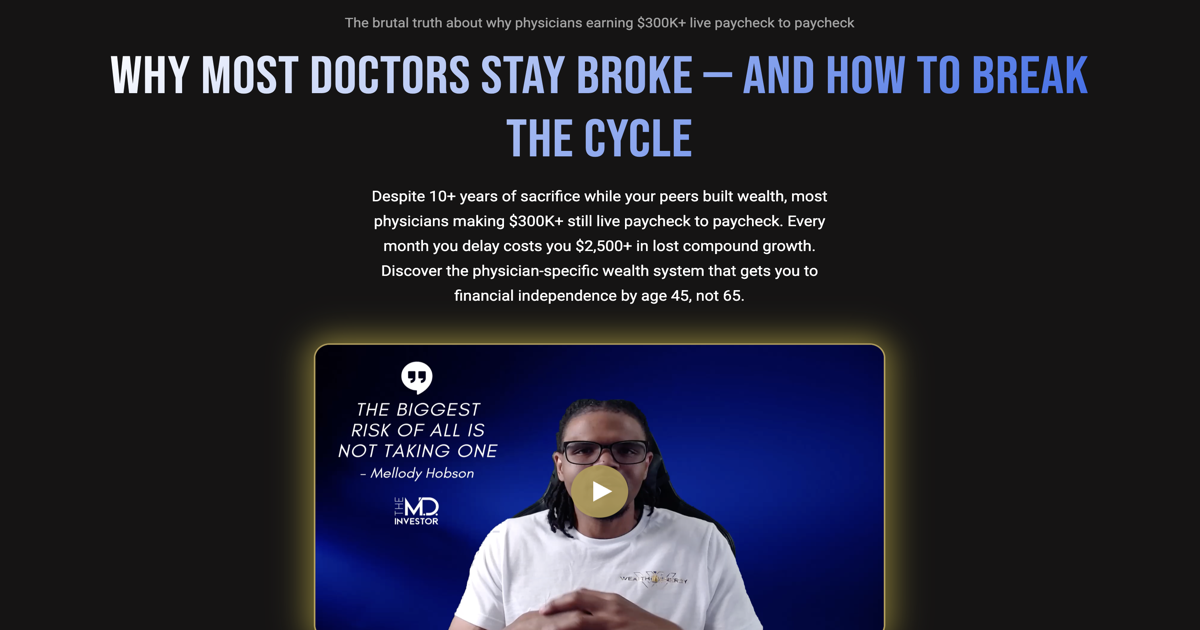 The brutal truth about why physicians earning $300K+ live paycheck to paycheck
WHY MOST DOCTORS STAY BROKE – AND HOW TO BREAK
THE CYCLE
Despite 10+ years of sacrifice while your peers built wealth, most
physicians making $300K+ still live paycheck to paycheck. Every
month you delay costs you $2,500+ in lost compound growth.
Discover the physician-specific wealth system that gets you to
financial independence by age 45, not 65.
THE BIGGEST
RISK OF ALL IS
NOT TAKING ONE
– Mellody Hobson
THE M.D.
INVESTOR